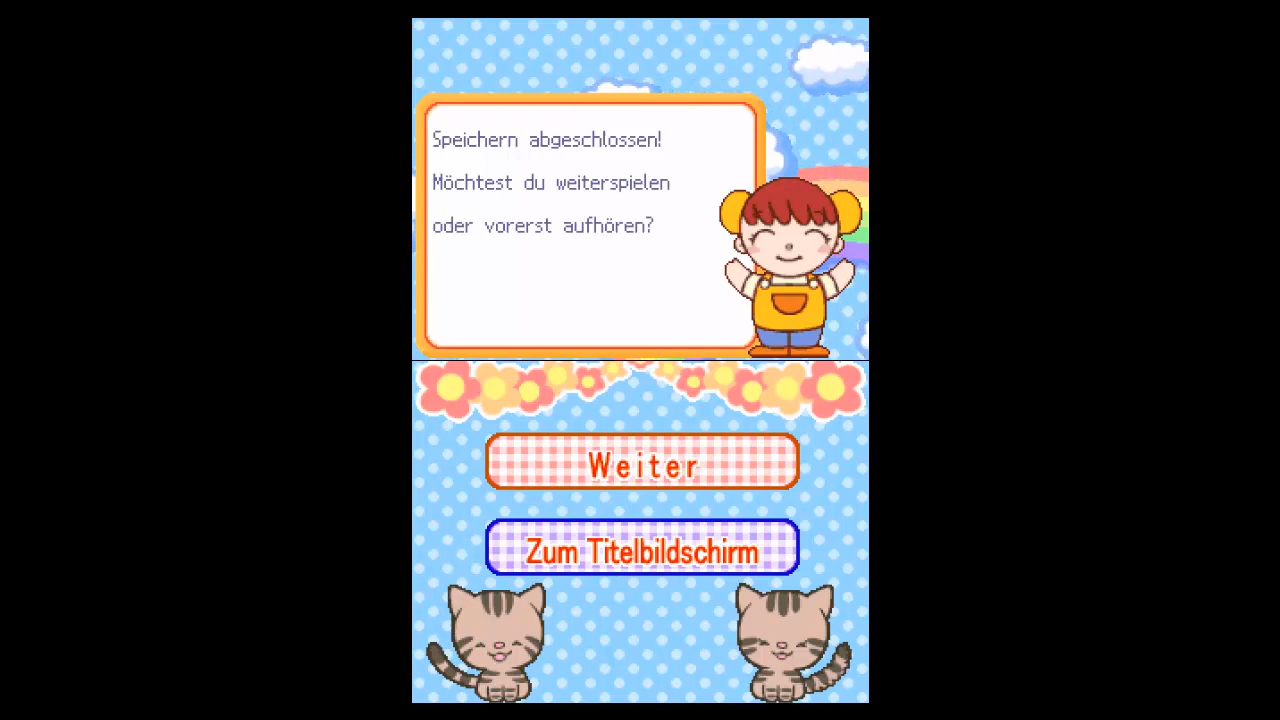 Speichern abgeschlossen!
Möchtest du weiterspielen
oder vorerst aufhören?
Weiter
Zum Titelbildschirm